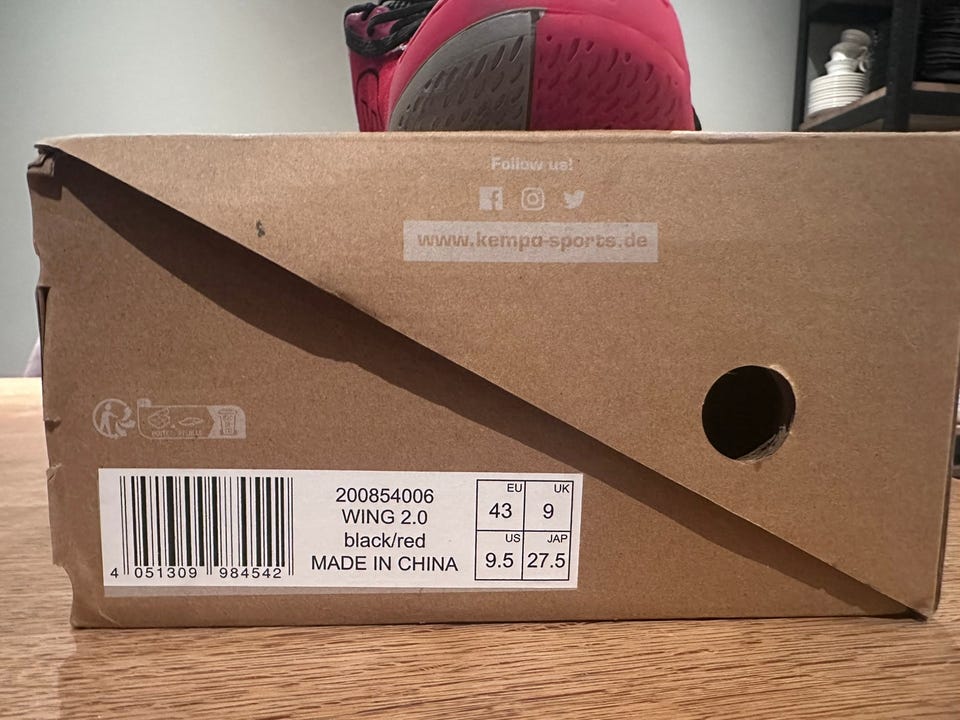 Follow us!
www.kempa-sports.de
4 051309 984542
200854006
WING 2.0
black/red
MADE IN CHINA
EU UK
43 9
US JAP
9.5 27.5